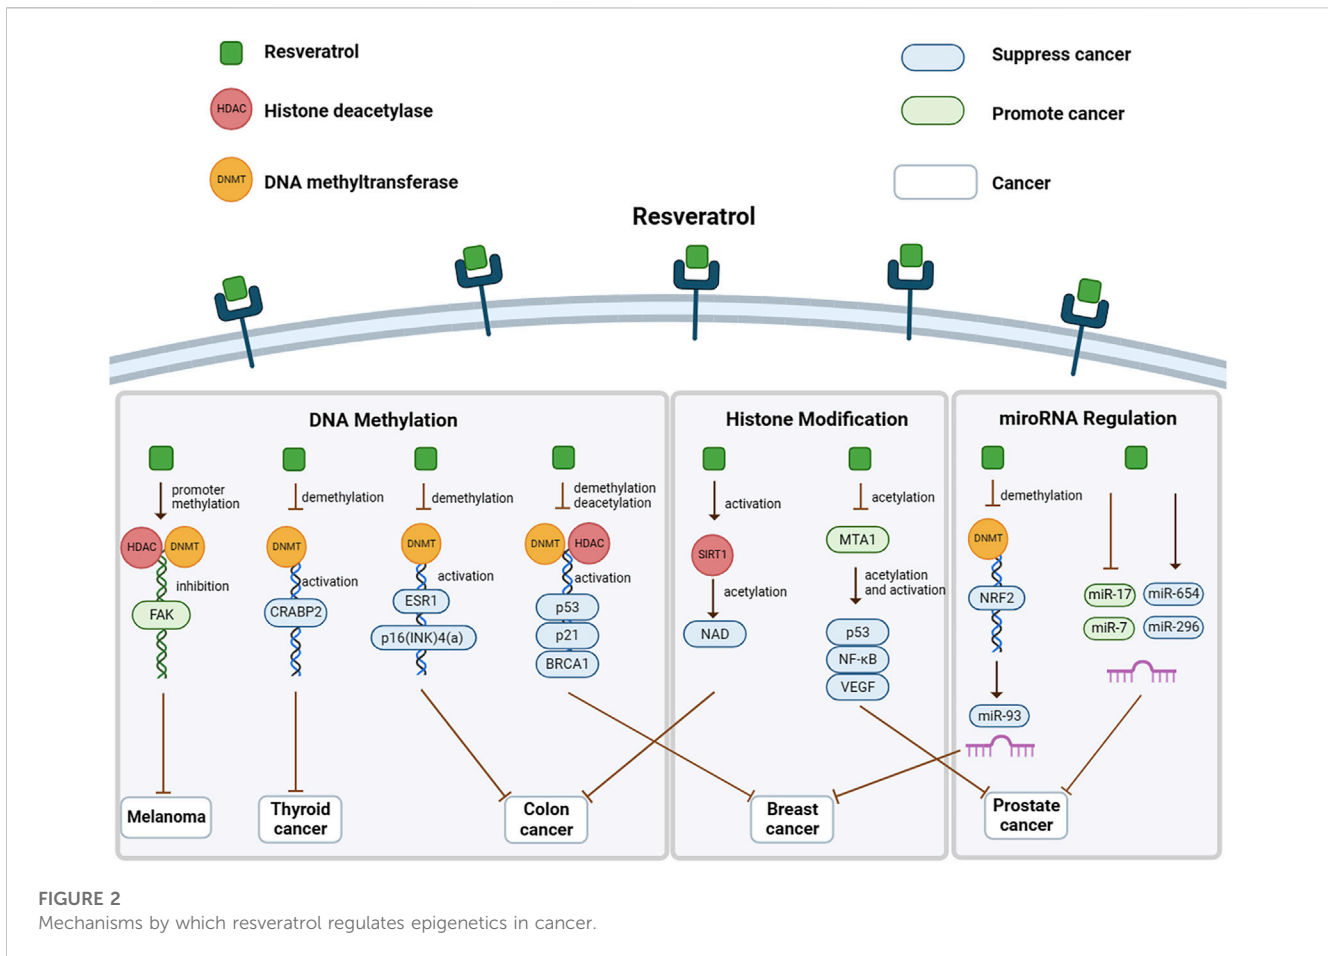 Resveratrol
HDAC
Histone deacetylase
DNMT
DNA methyltransferase
Suppress cancer
Promote cancer
Cancer
Resveratrol
DNA Methylation
promoter
methylation
HDAC
DNMT
inhibition
FAK
Melanoma
demethylation
DNMT
activation
CRABP2
Thyroid
cancer
demethylation
DNMT
activation
ESR1
p16(INK)4(a)
Colon
cancer
demethylation
deacetylation
DNMT
HDAC
activation
p53
p21
BRCA1
Histone Modification
activation
SIRT1
acetylation
NAD
acetylation
MTA1
acetylation
and activation
p53
NF-κB
VEGF
Breast
cancer
miroRNA Regulation
demethylation
DNMT
NRF2
miR-93
miR-17
miR-654
miR-7
miR-296
Prostate
cancer
FIGURE 2
Mechanisms by which resveratrol regulates epigenetics in cancer.